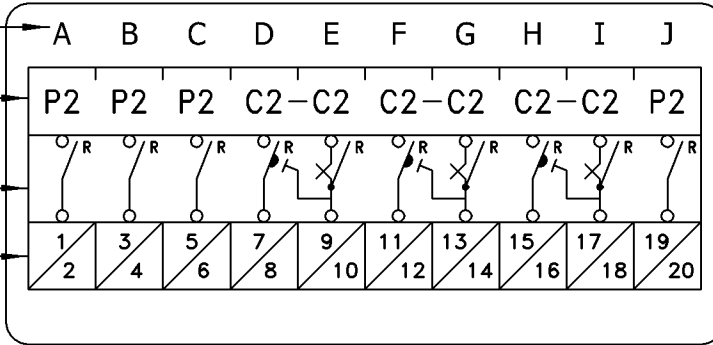 A B C D E F G H I J
P2 P2 P2 C2-C2 C2-C2 C2-C2 P2
R R R R R R R R R R
1 3 5 7 9 11 13 15 17 19
2 4 6 8 10 12 14 16 18 20